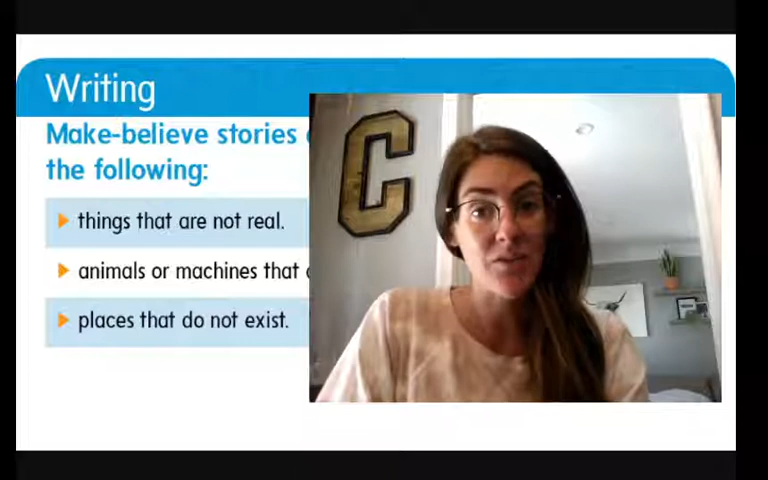 Writing
Make-believe stories
the following:
things that are not real.
animals or machines that
places that do not exist.
C